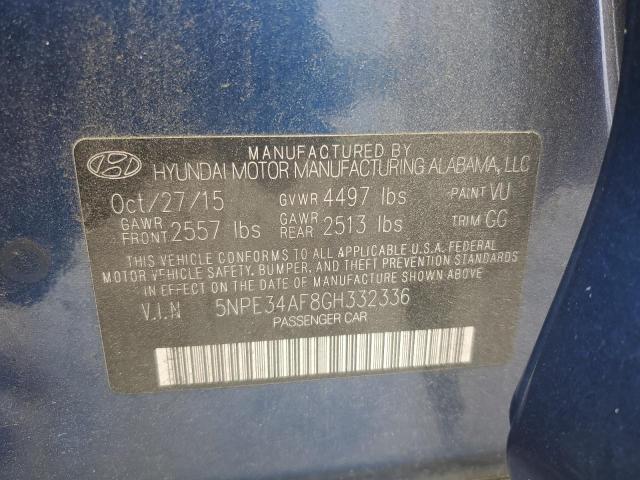 MANUFACTURED BY
HYUNDAI MOTOR MANUFACTURING ALABAMA, LLC
Oct/27/15 GVWR 4497 lbs PAINT VU
GAWR FRONT 2557 lbs GAWR REAR 2513 lbs TRIM GG
THIS VEHICLE CONFORMS TO ALL APPLICABLE U.S.A. FEDERAL
MOTOR VEHICLE SAFETY, BUMPER, AND THEFT PREVENTION STANDARDS
IN EFFECT ON THE DATE OF MANUFACTURE SHOWN ABOVE.
V.I.N 5NPE34AF8GH332336
PASSENGER CAR